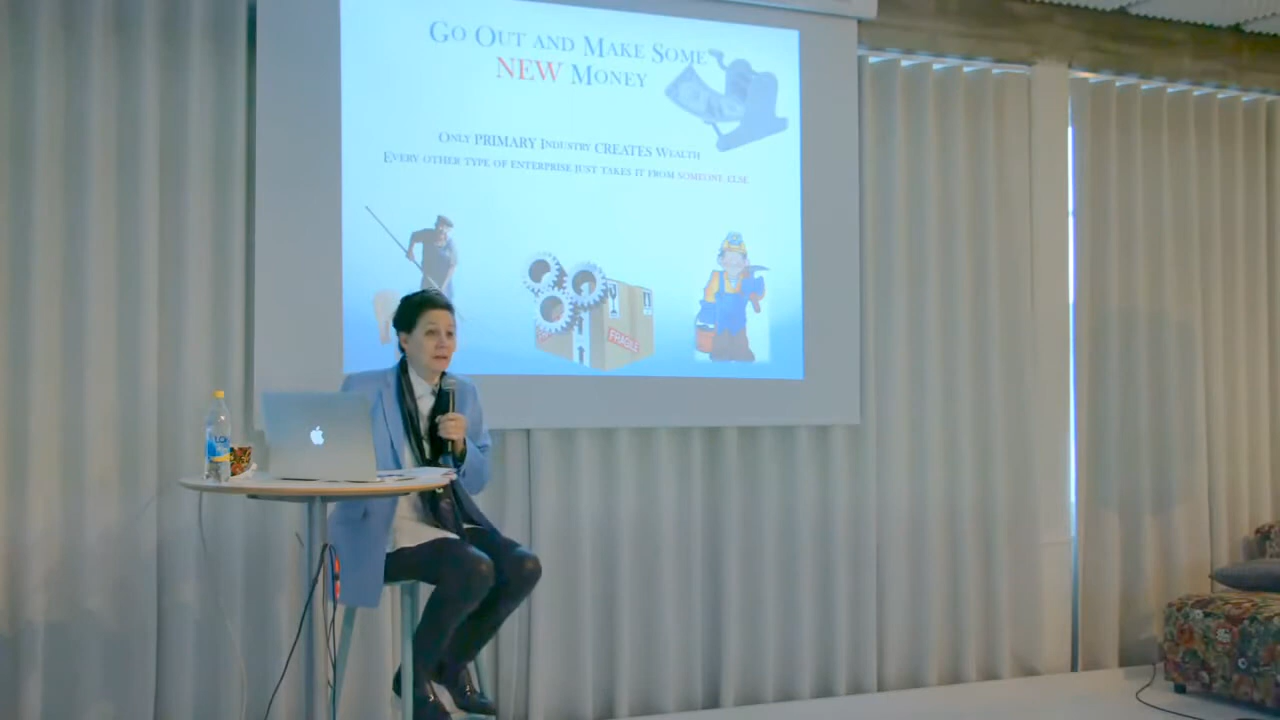 GO OUT AND MAKE SOME
NEW MONEY
ONLY PRIMARY INDUSTRY CREATES WEALTH
EVERY OTHER TYPE OF ENTERPRISE JUST TAKES IT FROM SOMEONE ELSE
FRAGILE